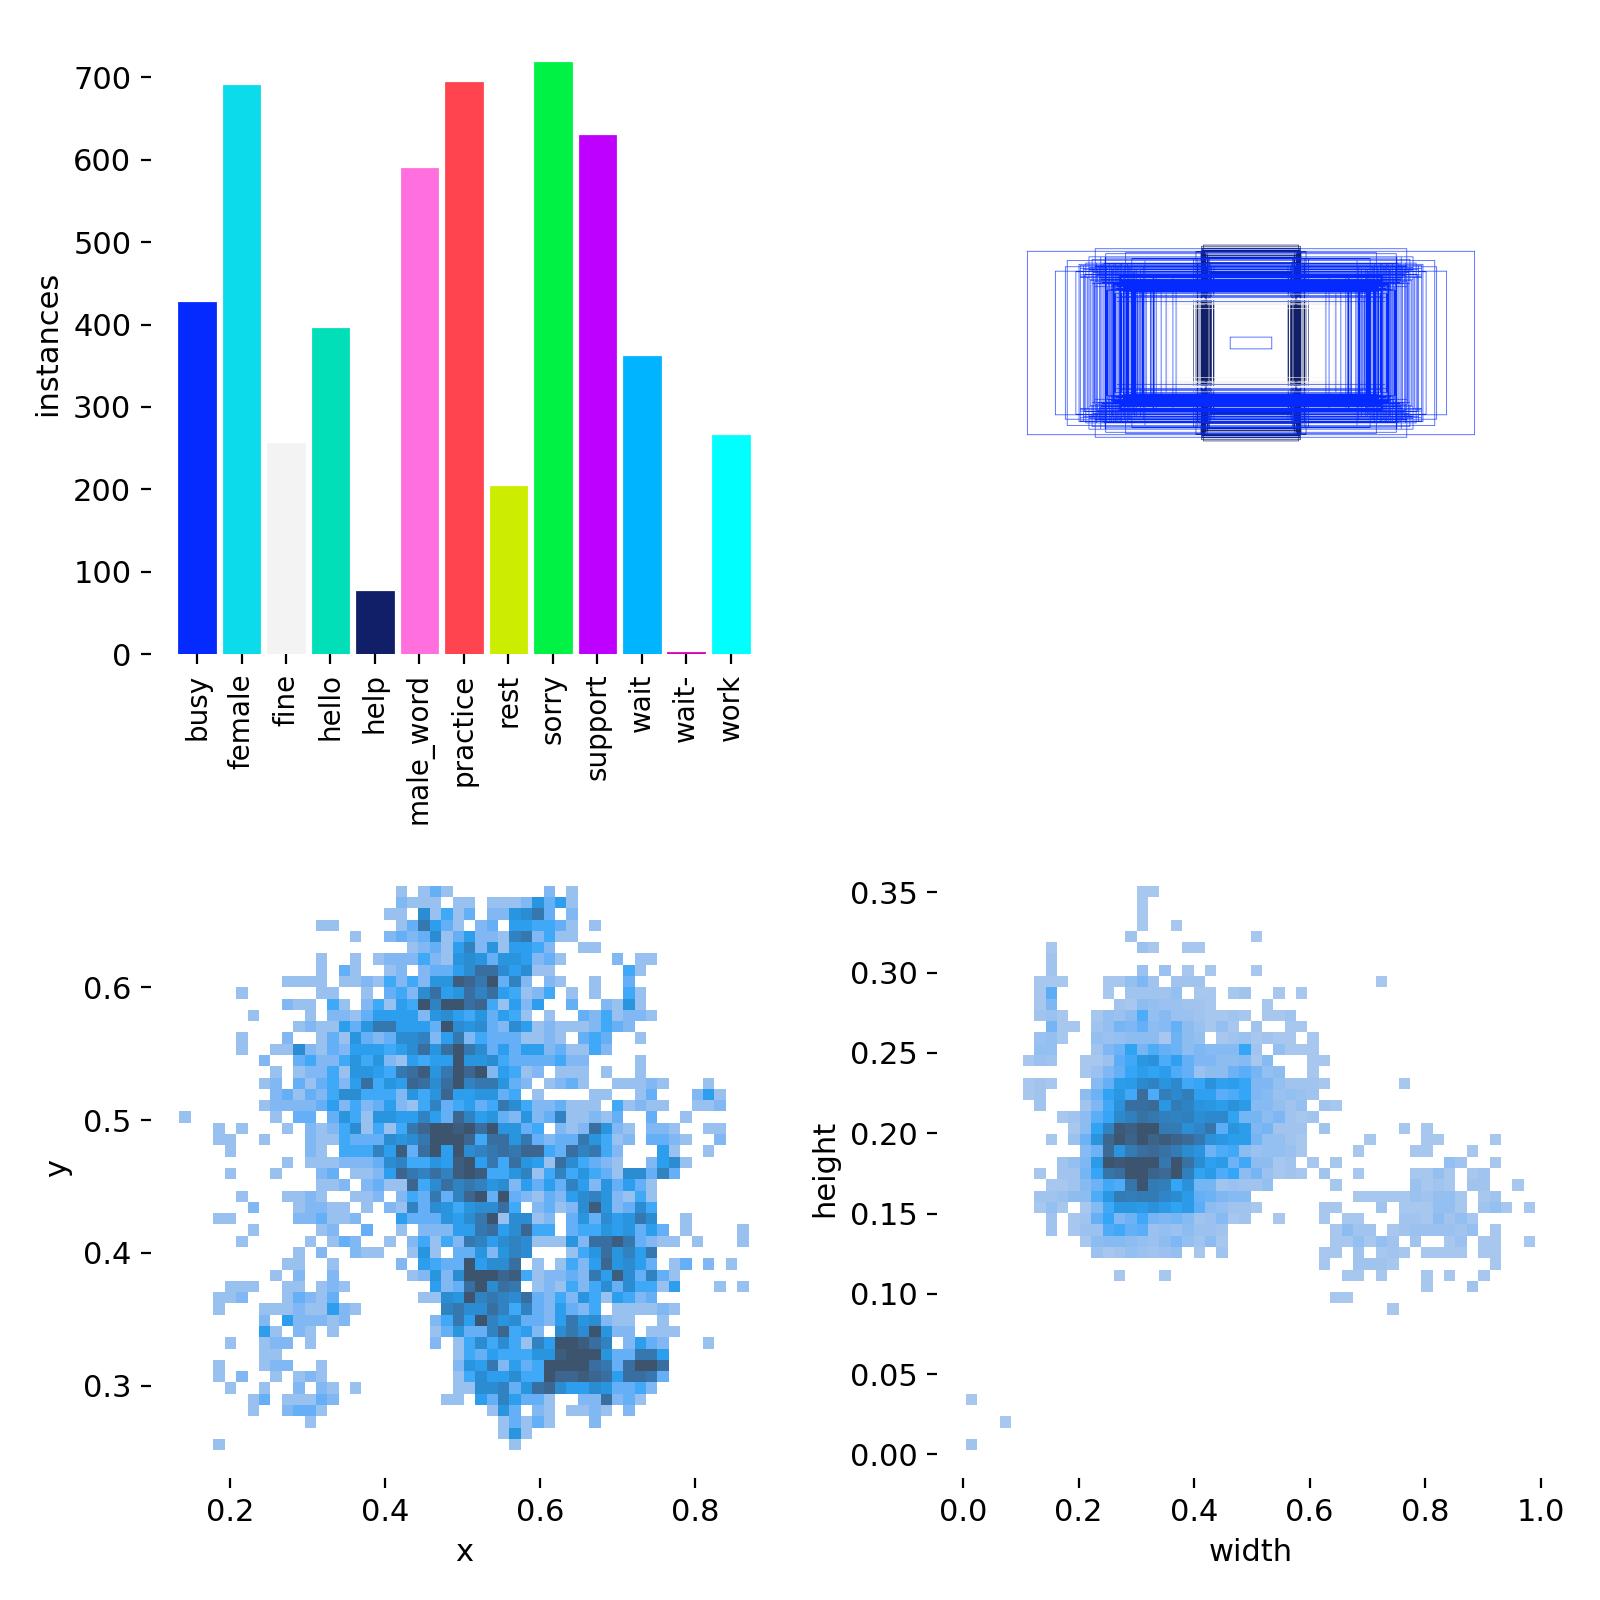 700
600
500
400
300
200
100
0
instances
busy
female
fine
hello
help
male_word
practice
rest
sorry
support
wait
wait-
work
0.6
0.5
0.4
0.3
y
0.2 0.4 0.6 0.8
x
0.35
0.30
0.25
0.20
0.15
0.10
0.05
0.00
height
0.0 0.2 0.4 0.6 0.8 1.0
width